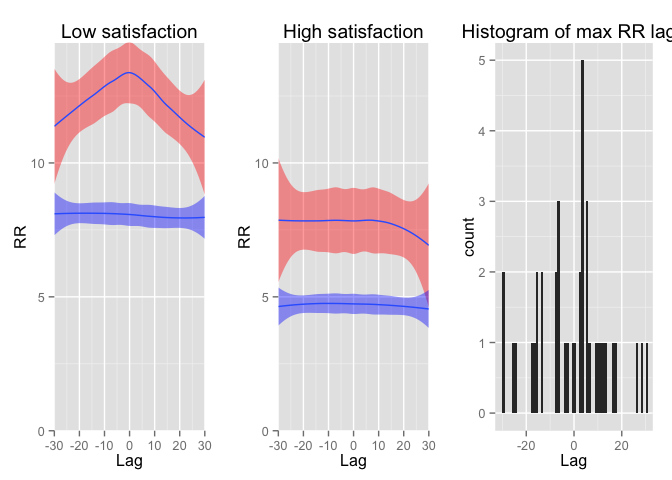 Low satisfaction
RR
10
5
0
-30 -20 -10 0 10 20 30
Lag
High satisfaction
RR
10
5
0
-30 -20 -10 0 10 20 30
Lag
Histogram of max RR lag
count
5
4
3
2
1
0
-20 0 20
Lag